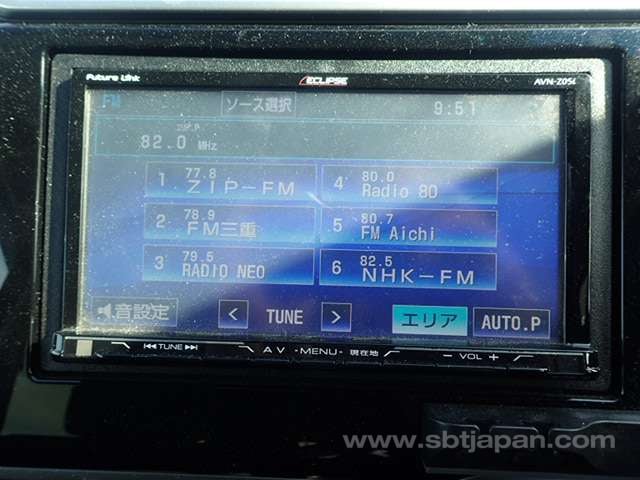 Future Link ECLIPSE
FM ソース選択 9:51
82.0 MHz
1 77.8 ZIP-FM
2 78.9 FM三重
3 79.5 RADIO NEO
4 80.0 Radio 80
5 80.7 FM Aichi
6 82.5 NHK-FM
音設定 < TUNE > エリア AUTO.P
TUNE AV -MENU- 現在地 - VOL +
www.sbtjapan.com